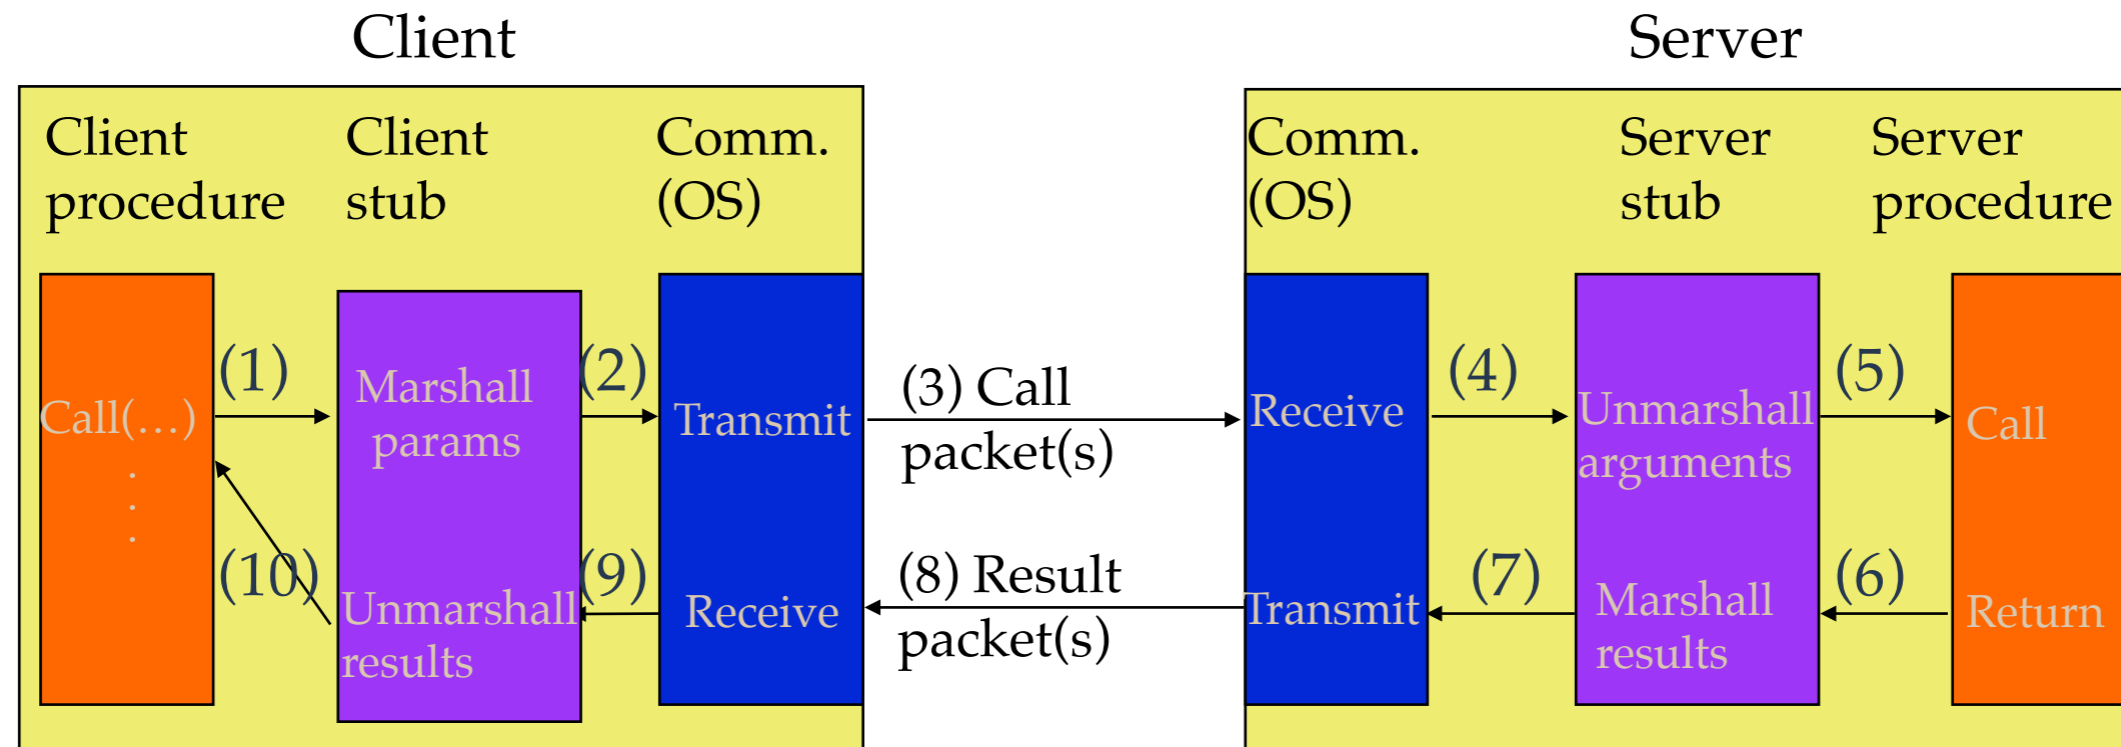 Client
Server
Client
procedure
Client
stub
Comm.
(OS)
Comm.
(OS)
Server
stub
Server
procedure
Call(...)
.
.
.
(1)
Marshall
params
(2)
Transmit
(3) Call
packet(s)
Receive
(4)
Unmarshall
arguments
(5)
Call
(10)
Unmarshall
results
(9)
Receive
(8) Result
packet(s)
Transmit
(7)
Marshall
results
(6)
Return